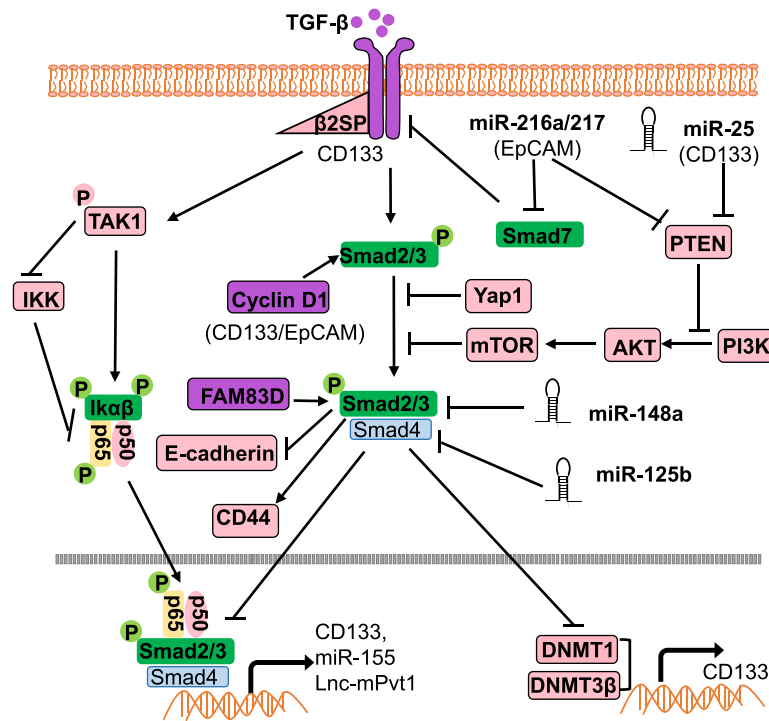 TGF-β
β2SP
CD133
miR-216a/217
(EpCAM)
miR-25
(CD133)
P
TAK1
Smad7
PTEN
P
Smad2/3
IKK
Cyclin D1
(CD133/EpCAM)
Yap1
mTOR
AKT
PI3K
P
P
Ikαβ
p65
p50
P
FAM83D
P
Smad2/3
Smad4
miR-148a
E-cadherin
miR-125b
CD44
P
p65
p50
P
Smad2/3
Smad4
CD133,
miR-155
Lnc-mPvt1
DNMT1
DNMT3β
CD133